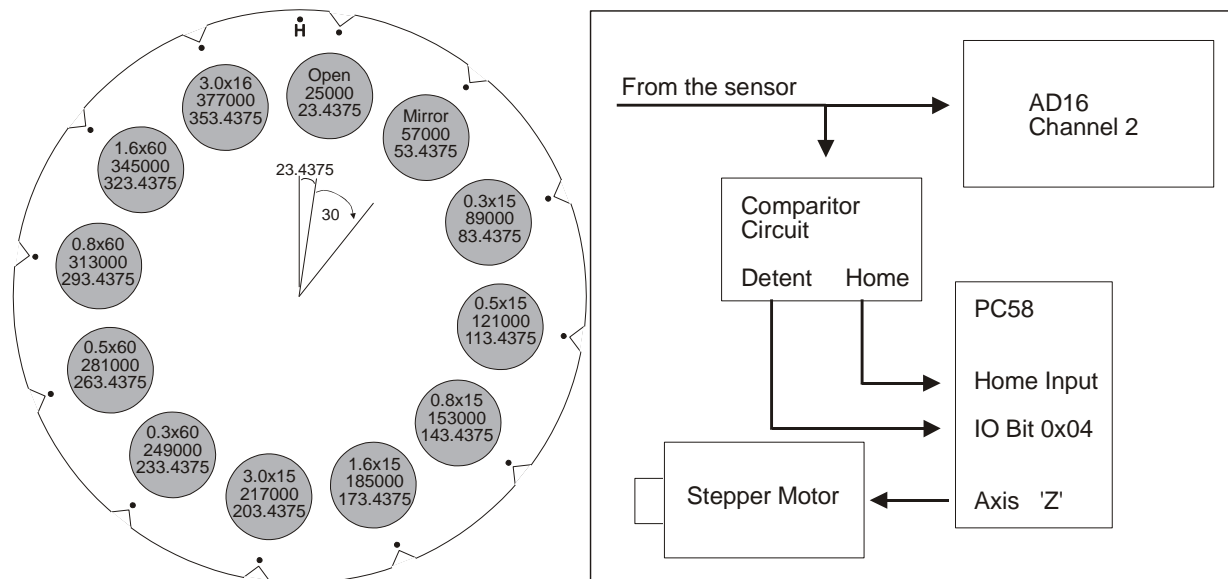 H
Open
25000
23.4375
Mirror
57000
53.4375
0.3x15
89000
83.4375
0.5x15
121000
113.4375
0.8x15
153000
143.4375
1.6x15
185000
173.4375
3.0x15
217000
203.4375
0.3x60
249000
233.4375
0.5x60
281000
263.4375
0.8x60
313000
293.4375
1.6x60
345000
323.4375
3.0x16
377000
353.4375
23.4375
30
From the sensor
AD16
Channel 2
Comparitor
Circuit
Detent Home
PC58
Home Input
IO Bit 0x04
Axis 'Z'
Stepper Motor